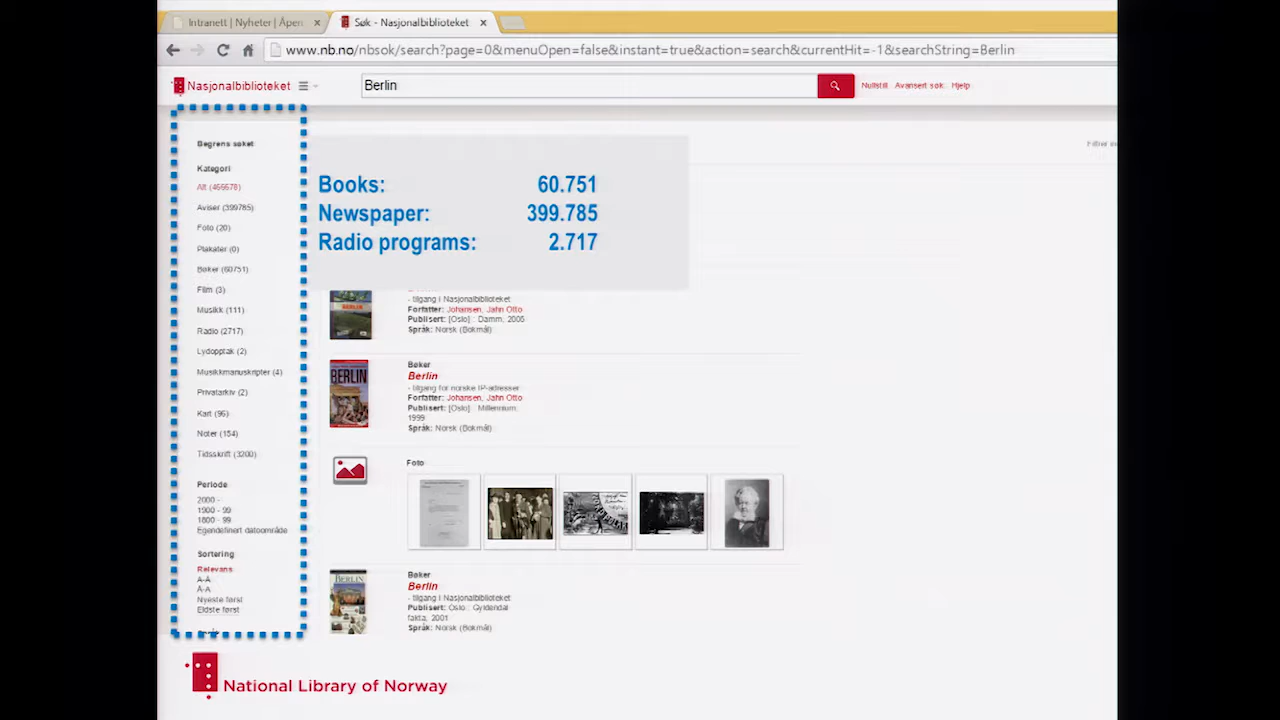 Intranett | Nyheter | Åpen
Søk - Nasjonalbiblioteket
www.nb.no/nbsok/search?page=0&menuOpen=false&instant=true&action=search&currentHit=-1&searchString=Berlin
Nasjonalbiblioteket
Berlin
Nullstill Avansert søk Hjelp
Begrens søket
Kategori
Alt (466678)
Aviser (399785)
Foto (20)
Plakater (0)
Bøker (60751)
Film (3)
Musikk (111)
Radio (2717)
Lydopptak (2)
Musikkmanuskripter (4)
Privatarkiv (2)
Kart (96)
Noter (154)
Tidsskrift (3200)
Periode
2000 -
1900 - 99
1800 - 99
Egendefinert datoområde
Sortering
Relevans
A-Å
Å-A
Nyeste først
Eldste først
Books: 60.751
Newspaper: 399.785
Radio programs: 2.717
- tilgang i Nasjonalbiblioteket
Forfatter: Johansen, Jahn Otto
Publisert: [Oslo] : Damm, 2005
Språk: Norsk (Bokmål)
BERLIN
Bøker
Berlin
- tilgang for norske IP-adresser
Forfatter: Johansen, Jahn Otto
Publisert: [Oslo] : Millennium,
1999
Språk: Norsk (Bokmål)
BERLIN
Foto
Bøker
Berlin
- tilgang i Nasjonalbiblioteket
Publisert: Oslo : Gyldendal
fakta, 2001
Språk: Norsk (Bokmål)
BERLIN
National Library of Norway